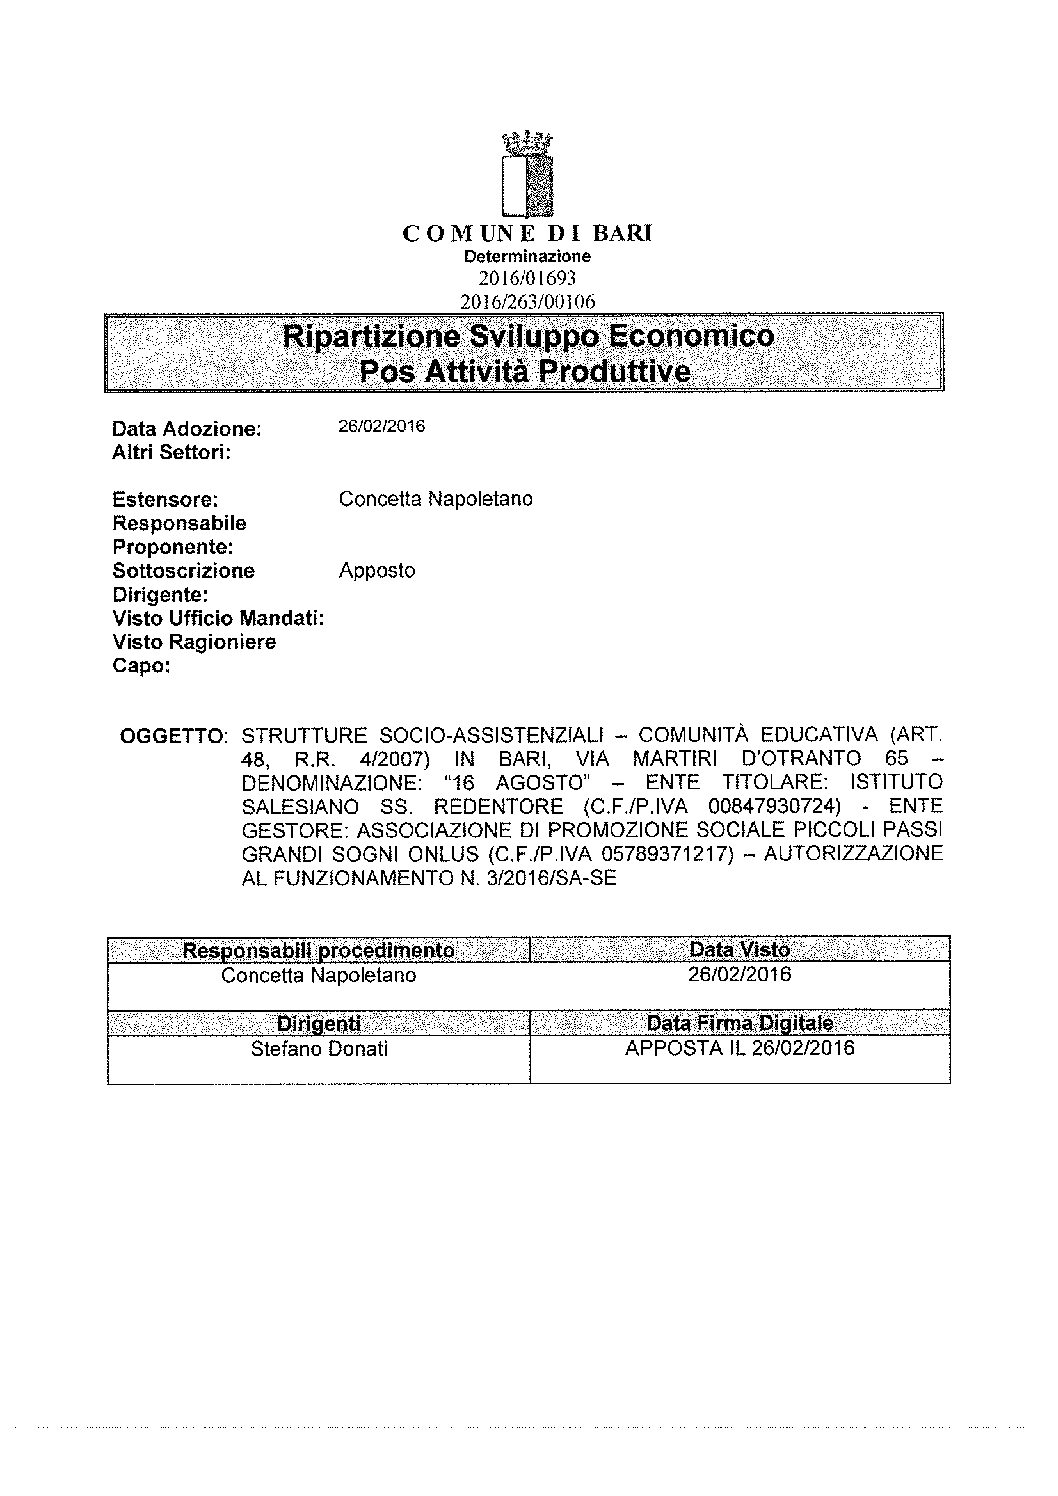 COMUNE DI BARI
Determinazione
2016/01693
2016/263/00106
Ripartizione Sviluppo Economico
Pos Attività Produttive
Data Adozione: 26/02/2016
Altri Settori:
Estensore: Concetta Napoletano
Responsabile
Proponente:
Sottoscrizione Apposto
Dirigente:
Visto Ufficio Mandati:
Visto Ragioniere
Capo:
OGGETTO: STRUTTURE SOCIO-ASSISTENZIALI – COMUNITÀ EDUCATIVA (ART.
48, R.R. 4/2007) IN BARI, VIA MARTIRI D'OTRANTO 65 –
DENOMINAZIONE: "16 AGOSTO" – ENTE TITOLARE: ISTITUTO
SALESIANO SS. REDENTORE (C.F./P.IVA 00847930724) - ENTE
GESTORE: ASSOCIAZIONE DI PROMOZIONE SOCIALE PICCOLI PASSI
GRANDI SOGNI ONLUS (C.F./P.IVA 05789371217) – AUTORIZZAZIONE
AL FUNZIONAMENTO N. 3/2016/SA-SE
Responsabili procedimento Data Visto
Concetta Napoletano 26/02/2016
Dirigenti Data Firma Digitale
Stefano Donati APPOSTA IL 26/02/2016